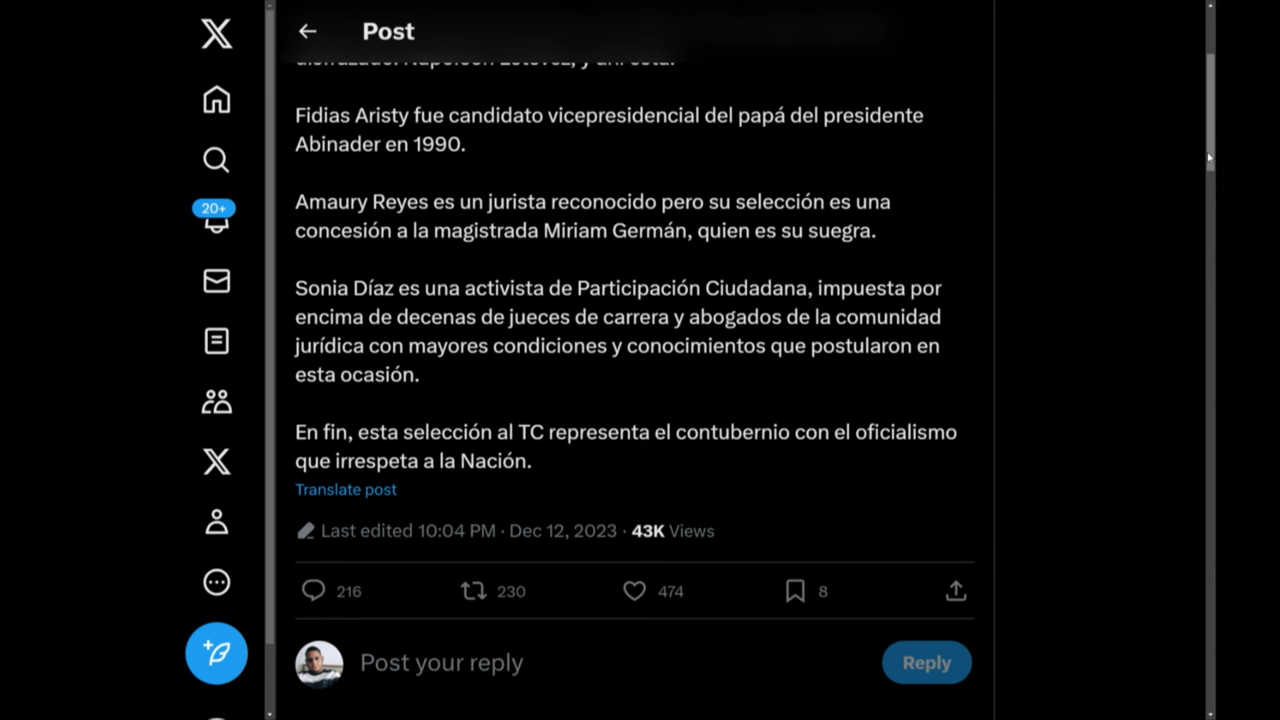 Post
Fidias Aristy fue candidato vicepresidencial del papá del presidente
Abinader en 1990.
Amaury Reyes es un jurista reconocido pero su selección es una
concesión a la magistrada Miriam Germán, quien es su suegra.
20+
Sonia Díaz es una activista de Participación Ciudadana, impuesta por
encima de decenas de jueces de carrera y abogados de la comunidad
jurídica con mayores condiciones y conocimientos que postularon en
esta ocasión.
En fin, esta selección al TC representa el contubernio con el oficialismo
que irrespeta a la Nación.
Translate post
Last edited 10:04 PM · Dec 12, 2023 · 43K Views
216 230 474 8
Post your reply
Reply